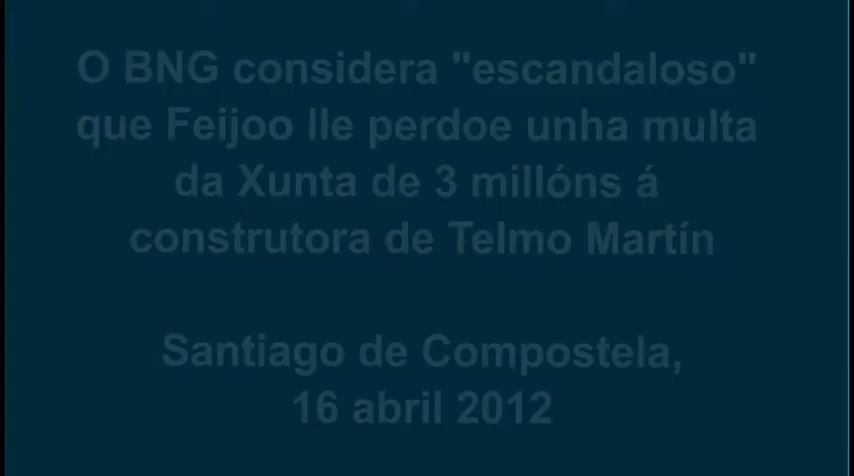 O BNG considera "escandaloso"
que Feijoo lle perdoe unha multa
da Xunta de 3 millóns á
construtora de Telmo Martín
Santiago de Compostela,
16 abril 2012